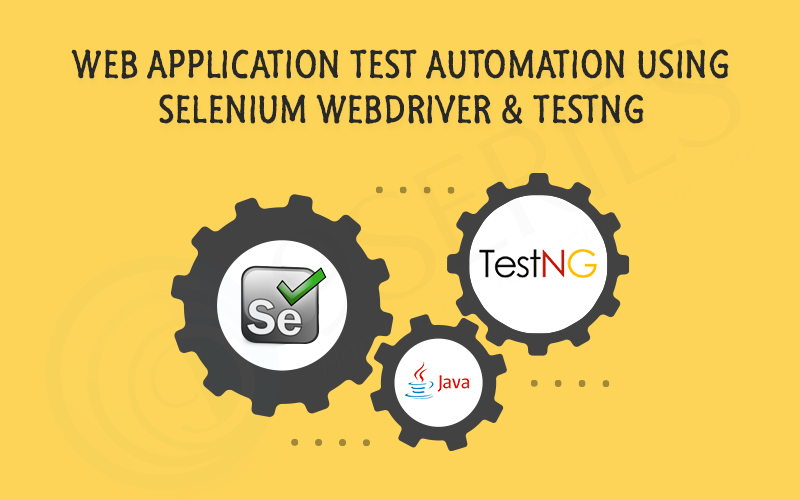 WEB APPLICATION TEST AUTOMATION USING
SELENIUM WEBDRIVER & TESTNG
TestNG
Se
Java